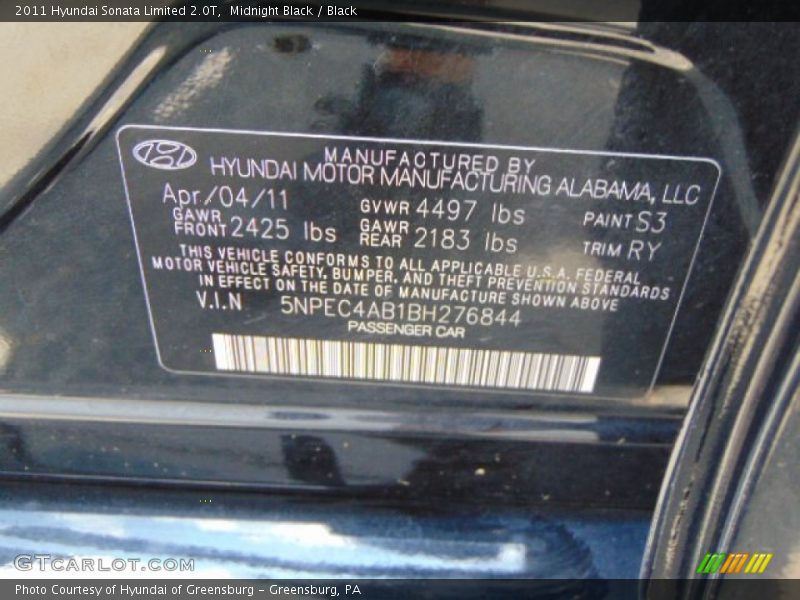 2011 Hyundai Sonata Limited 2.0T, Midnight Black / Black
MANUFACTURED BY
HYUNDAI MOTOR MANUFACTURING ALABAMA, LLC
Apr/04/11 GVWR 4497 lbs PAINT S3
GAWR FRONT 2425 lbs GAWR REAR 2183 lbs TRIM RY
THIS VEHICLE CONFORMS TO ALL APPLICABLE U.S.A. FEDERAL
MOTOR VEHICLE SAFETY, BUMPER, AND THEFT PREVENTION STANDARDS
IN EFFECT ON THE DATE OF MANUFACTURE SHOWN ABOVE
V.I.N 5NPEC4AB1BH276844
PASSENGER CAR
GTCARLOT.COM
Photo Courtesy of Hyundai of Greensburg – Greensburg, PA